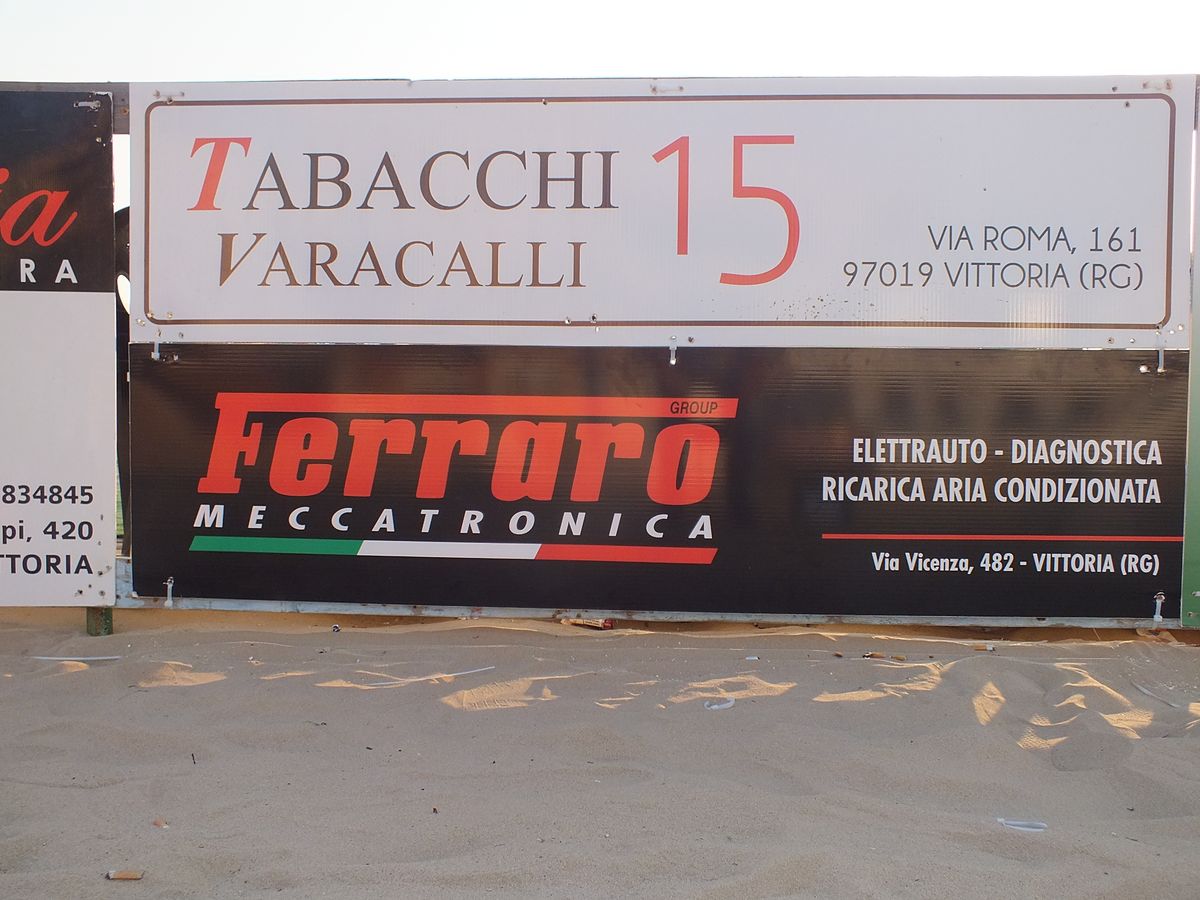 ia
RA
834845
pi, 420
TTORIA
TABACCHI
VARACALLI
15
VIA ROMA, 161
97019 VITTORIA (RG)
GROUP
Ferraro
MECCATRONICA
ELETTRAUTO - DIAGNOSTICA
RICARICA ARIA CONDIZIONATA
Via Vicenza, 482 - VITTORIA (RG)